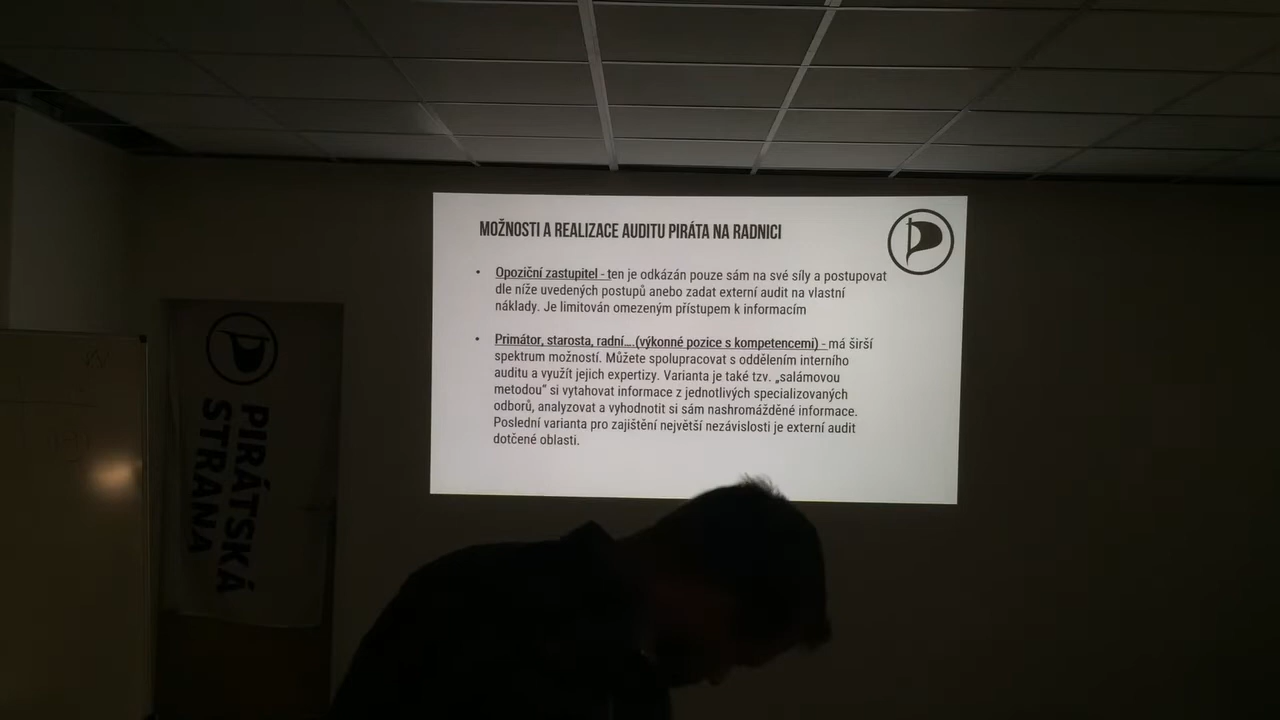 MOŽNOSTI A REALIZACE AUDITU PIRÁTA NA RADNICI
• Opoziční zastupitel - ten je odkázán pouze sám na své síly a postupovat
dle níže uvedených postupů anebo zadat externí audit na vlastní
náklady. Je limitován omezeným přístupem k informacím
• Primátor, starosta, radní....(výkonné pozice s kompetencemi) - má širší
spektrum možností. Můžete spolupracovat s oddělením interního
auditu a využít jejich expertizy. Varianta je také tzv. „salámovou
metodou“ si vytahovat informace z jednotlivých specializovaných
odborů, analyzovat a vyhodnotit si sám nashromážděné informace.
Poslední varianta pro zajištění největší nezávislosti je externí audit
dotčené oblasti.
PIRÁTSKÁ
STRANA